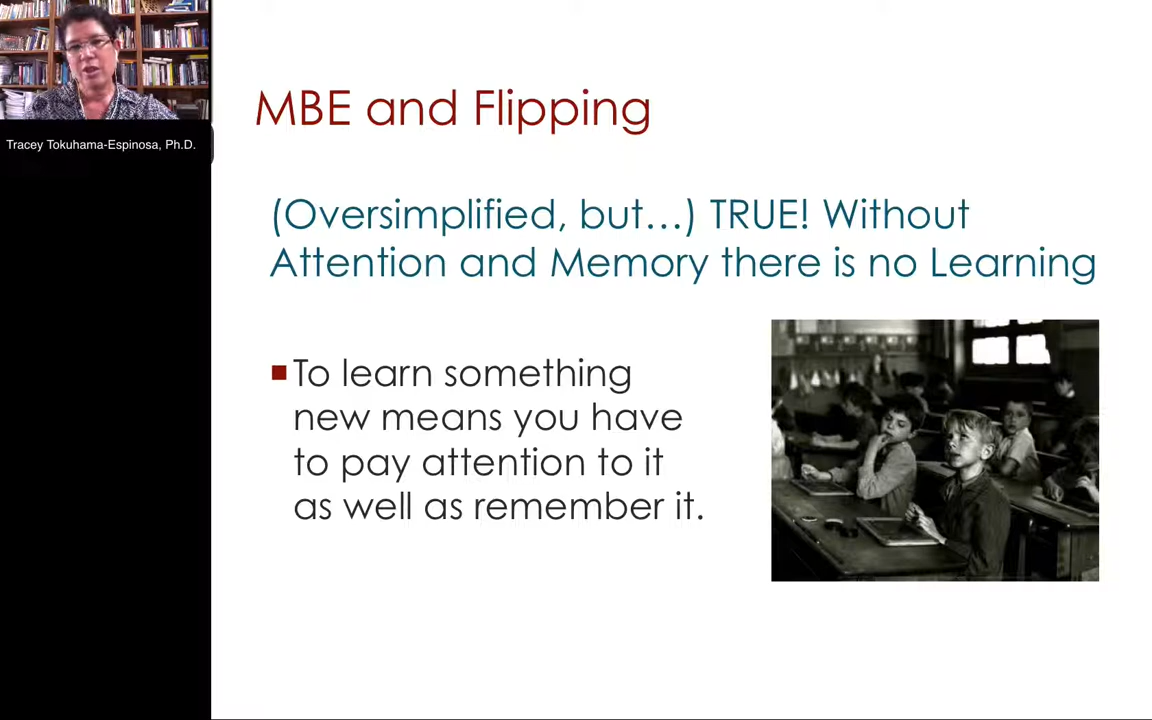 Tracey Tokuhama-Espinosa, Ph.D.
MBE and Flipping
(Oversimplified, but…) TRUE! Without
Attention and Memory there is no Learning
To learn something
new means you have
to pay attention to it
as well as remember it.